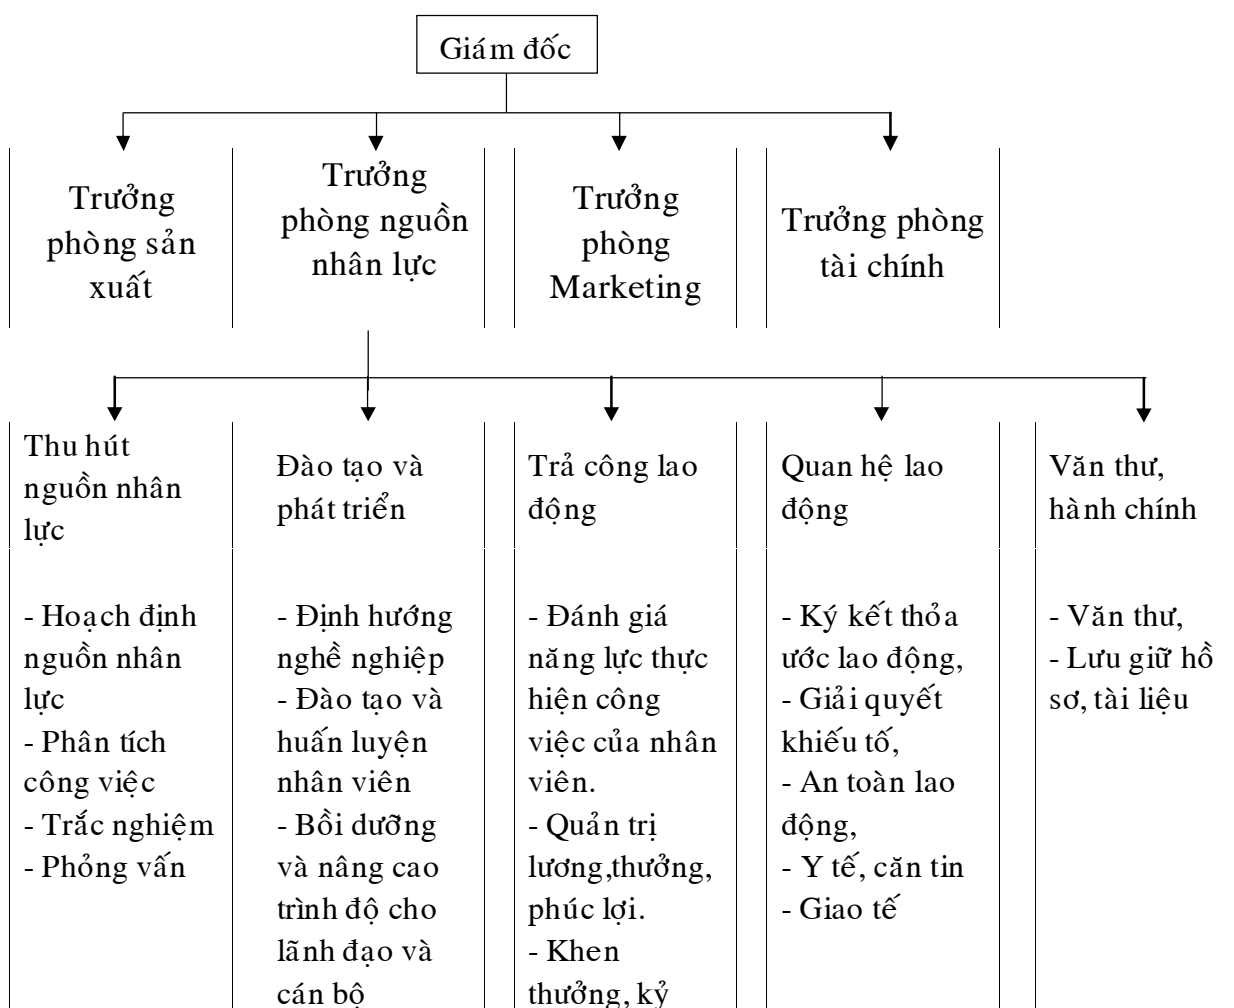 Giám đốc
Trưởng
phòng sản
xuất
Trưởng
phòng nguồn
nhân lực
Trưởng
phòng
Marketing
Trưởng phòng
tài chính
Thu hút
nguồn nhân
lực
Đào tạo và
phát triển
Trả công lao
động
Quan hệ lao
động
Văn thư,
hành chính
- Hoạch định
nguồn nhân
lực
- Phân tích
công việc
- Trắc nghiệm
- Phỏng vấn
- Định hướng
nghề nghiệp
- Đào tạo và
huấn luyện
nhân viên
- Bồi dưỡng
và nâng cao
trình độ cho
lãnh đạo và
cán bộ
- Đánh giá
năng lực thực
hiện công
việc của nhân
viên.
- Quản trị
lương,thưởng,
phúc lợi.
- Khen
thưởng, kỷ
- Ký kết thỏa
ước lao động,
- Giải quyết
khiếu tố,
- An toàn lao
động,
- Y tế, căn tin
- Giao tế
- Văn thư,
- Lưu giữ hồ
sơ, tài liệu